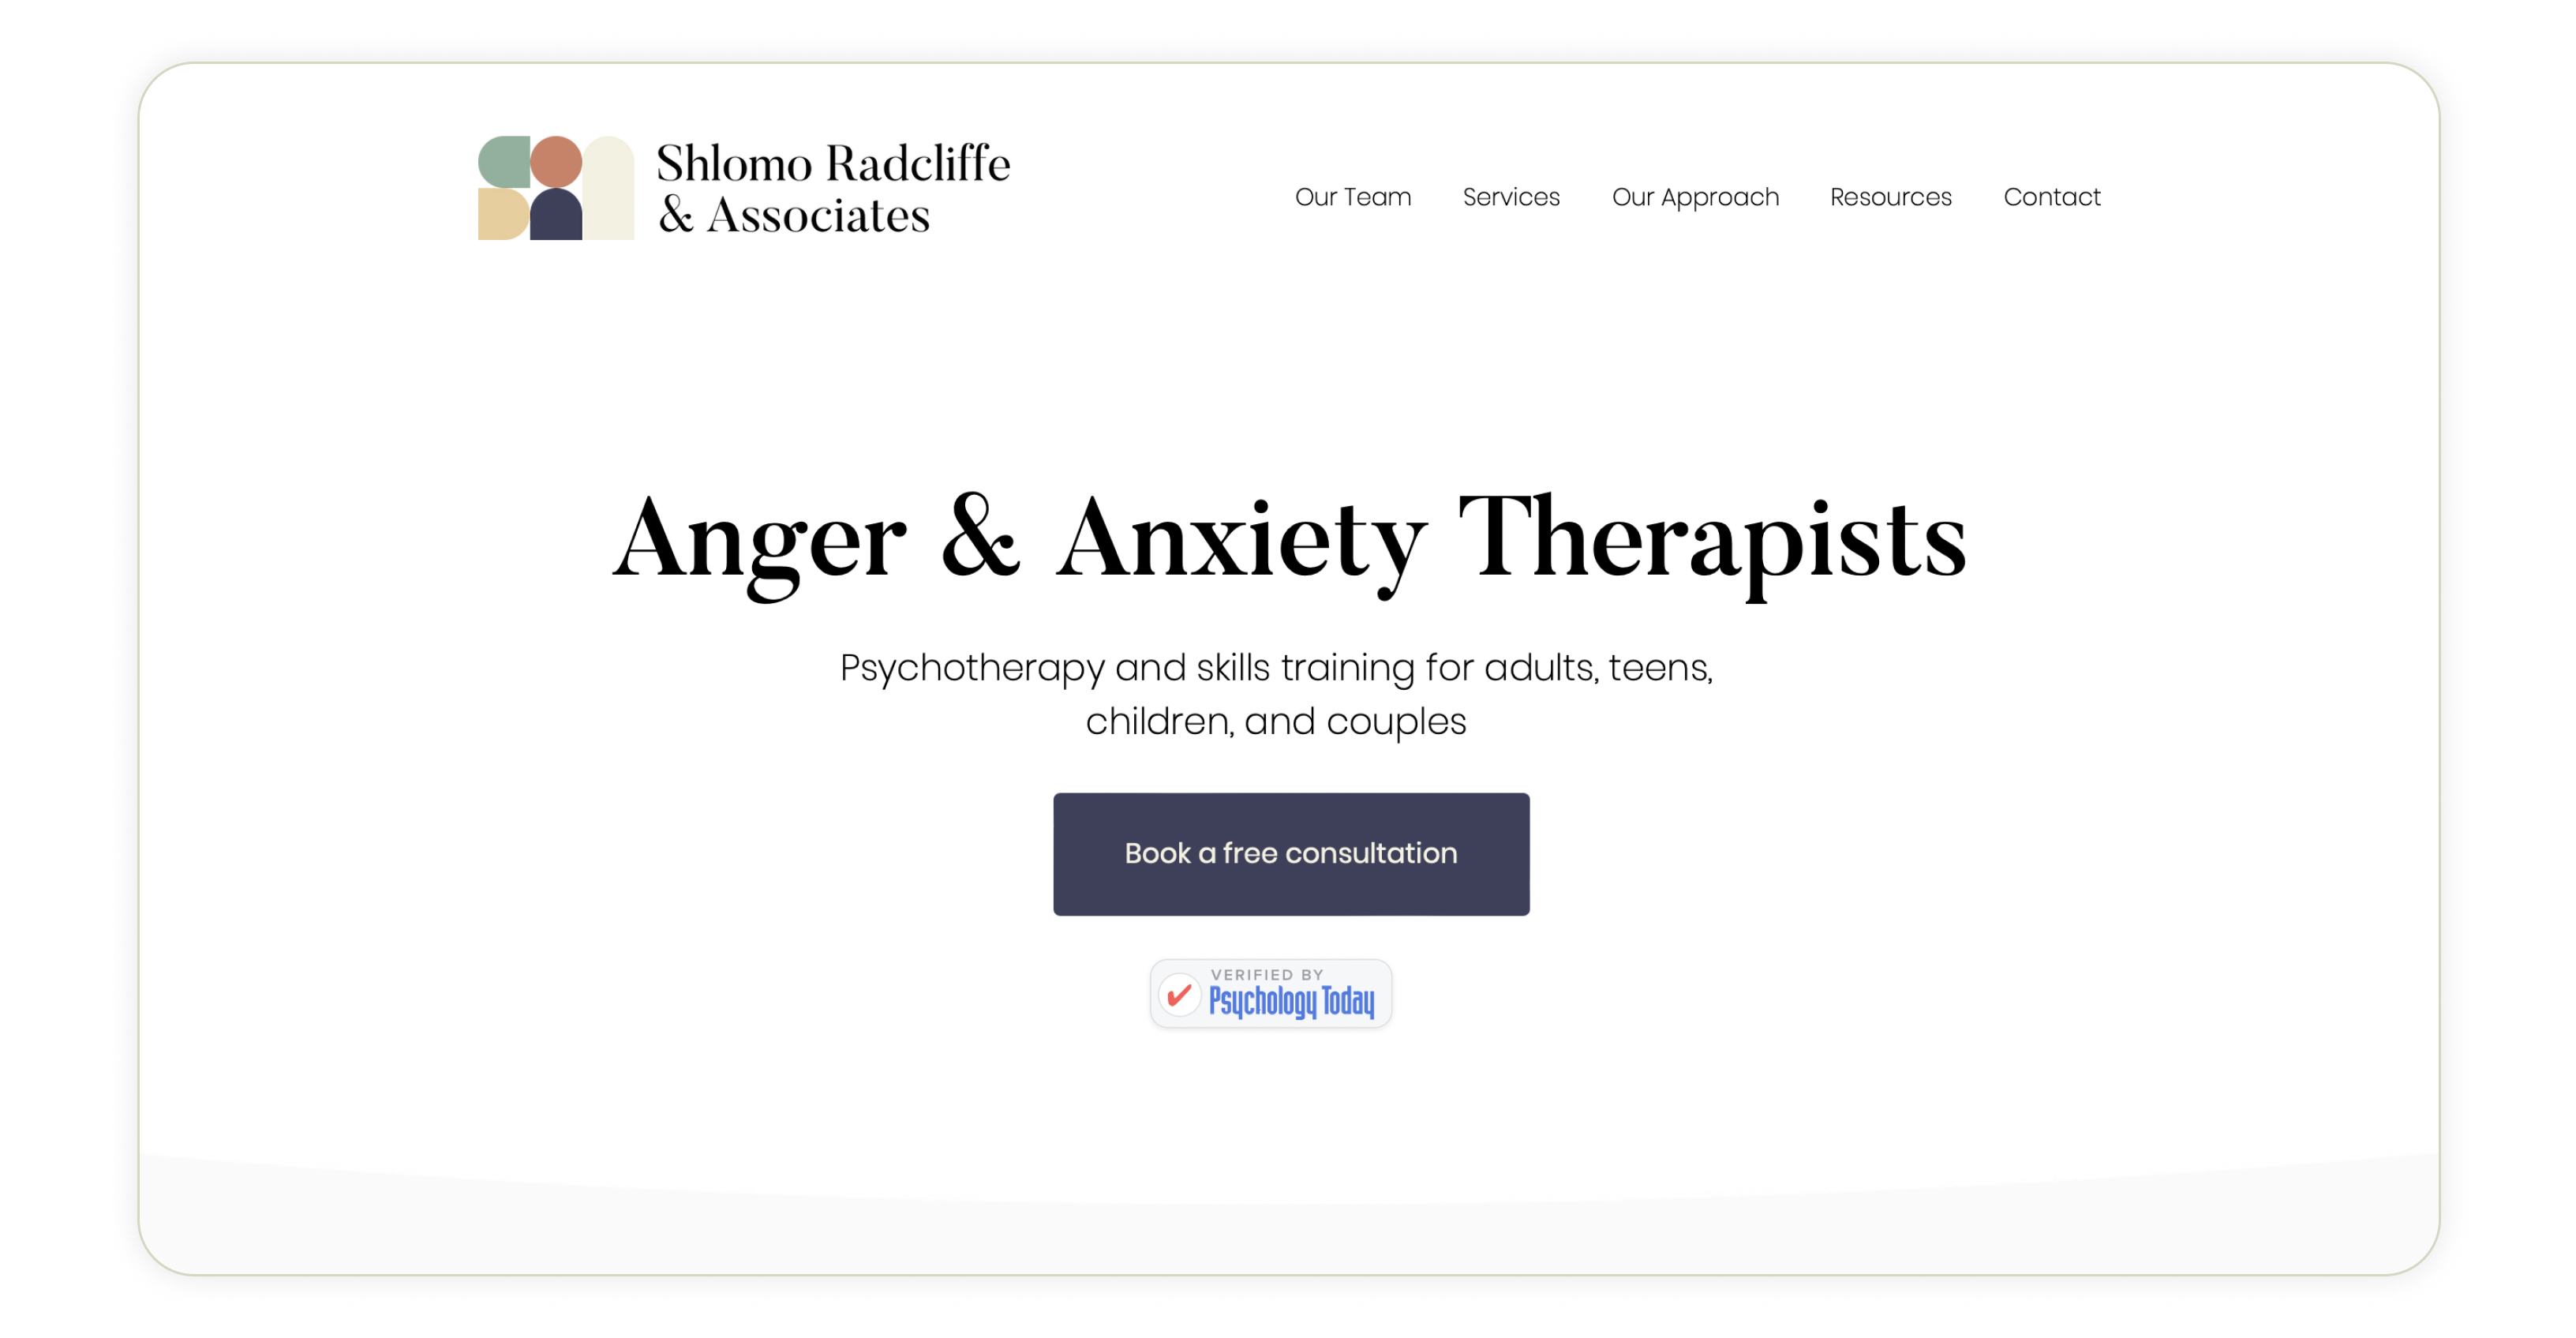 Shlomo Radcliffe
& Associates
Our Team Services Our Approach Resources Contact
Anger & Anxiety Therapists
Psychotherapy and skills training for adults, teens,
children, and couples
Book a free consultation
VERIFIED BY
Psychology Today